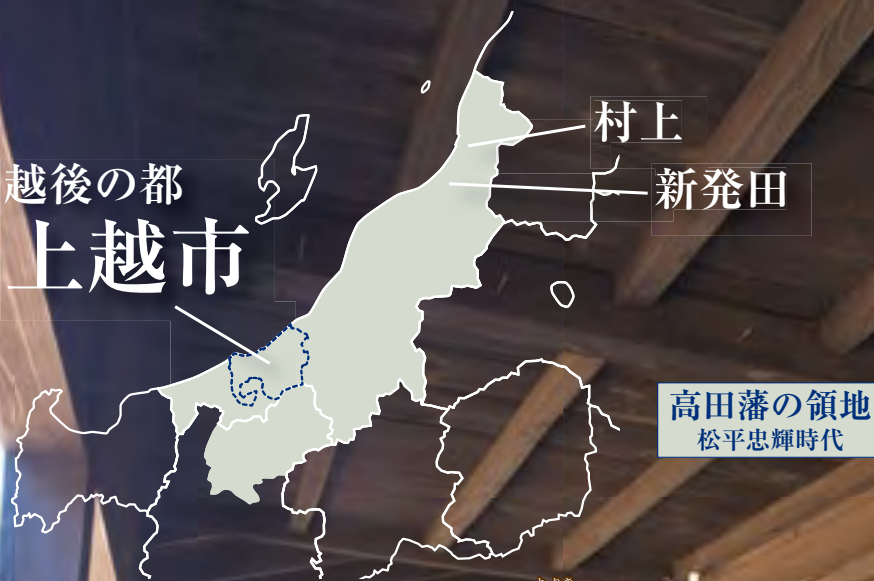 越後の都
上越市
村上
新発田
高田藩の領地
松平忠輝時代